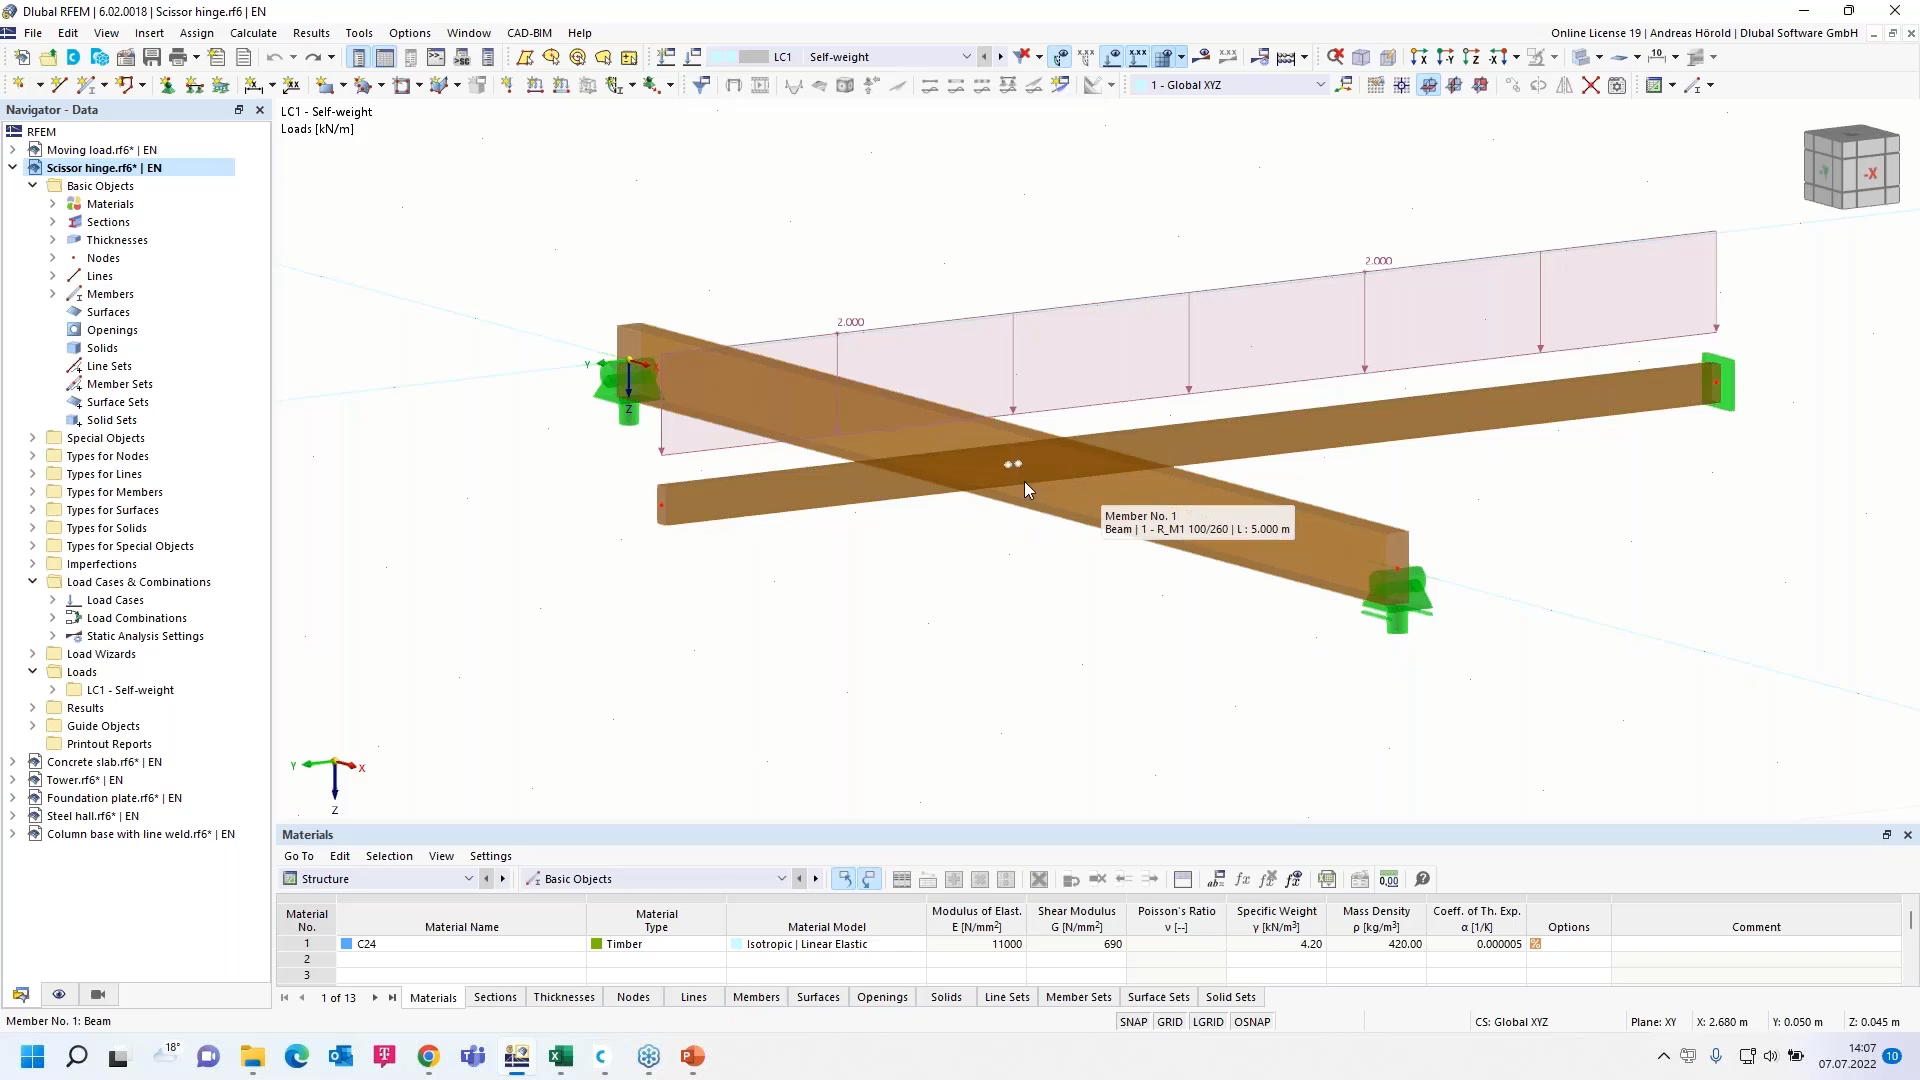 Dlubal RFEM | 6.02.0018 | Scissor hinge.rf6 | EN
File Edit View Insert Assign Calculate Results Tools Options Window CAD-BIM Help
Online License 19 | Andreas Hörold | Dlubal Software GmbH
LC1 Self-weight
1 - Global XYZ
Navigator - Data
RFEM
Moving load.rf6* | EN
Scissor hinge.rf6* | EN
Basic Objects
Materials
Sections
Thicknesses
Nodes
Lines
Members
Surfaces
Openings
Solids
Line Sets
Member Sets
Surface Sets
Solid Sets
Special Objects
Types for Nodes
Types for Lines
Types for Members
Types for Surfaces
Types for Solids
Types for Special Objects
Imperfections
Load Cases & Combinations
Load Cases
Load Combinations
Static Analysis Settings
Load Wizards
Loads
LC1 - Self-weight
Results
Guide Objects
Printout Reports
Concrete slab.rf6* | EN
Tower.rf6* | EN
Foundation plate.rf6* | EN
Steel hall.rf6* | EN
Column base with line weld.rf6* | EN
LC1 - Self-weight
Loads [kN/m]
-X
2.000
2.000
Y
Z
Member No. 1
Beam | 1 - R_M1 100/260 | L : 5.000 m
Y X
Z
Materials
Go To Edit Selection View Settings
Structure Basic Objects
Material No. Material Name Material Type Material Model Modulus of Elast. E [N/mm²] Shear Modulus G [N/mm²] Poisson's Ratio ν [--] Specific Weight γ [kN/m³] Mass Density ρ [kg/m³] Coeff. of Th. Exp. α [1/K] Options Comment
1 C24 Timber Isotropic | Linear Elastic 11000 690 4.20 420.00 0.000005
2
3
1 of 13 Materials Sections Thicknesses Nodes Lines Members Surfaces Openings Solids Line Sets Member Sets Surface Sets Solid Sets
Member No. 1: Beam
SNAP GRID LGRID OSNAP
CS: Global XYZ Plane: XY X: 2.680 m Y: 0.050 m Z: 0.045 m
18°
14:07
07.07.2022
10